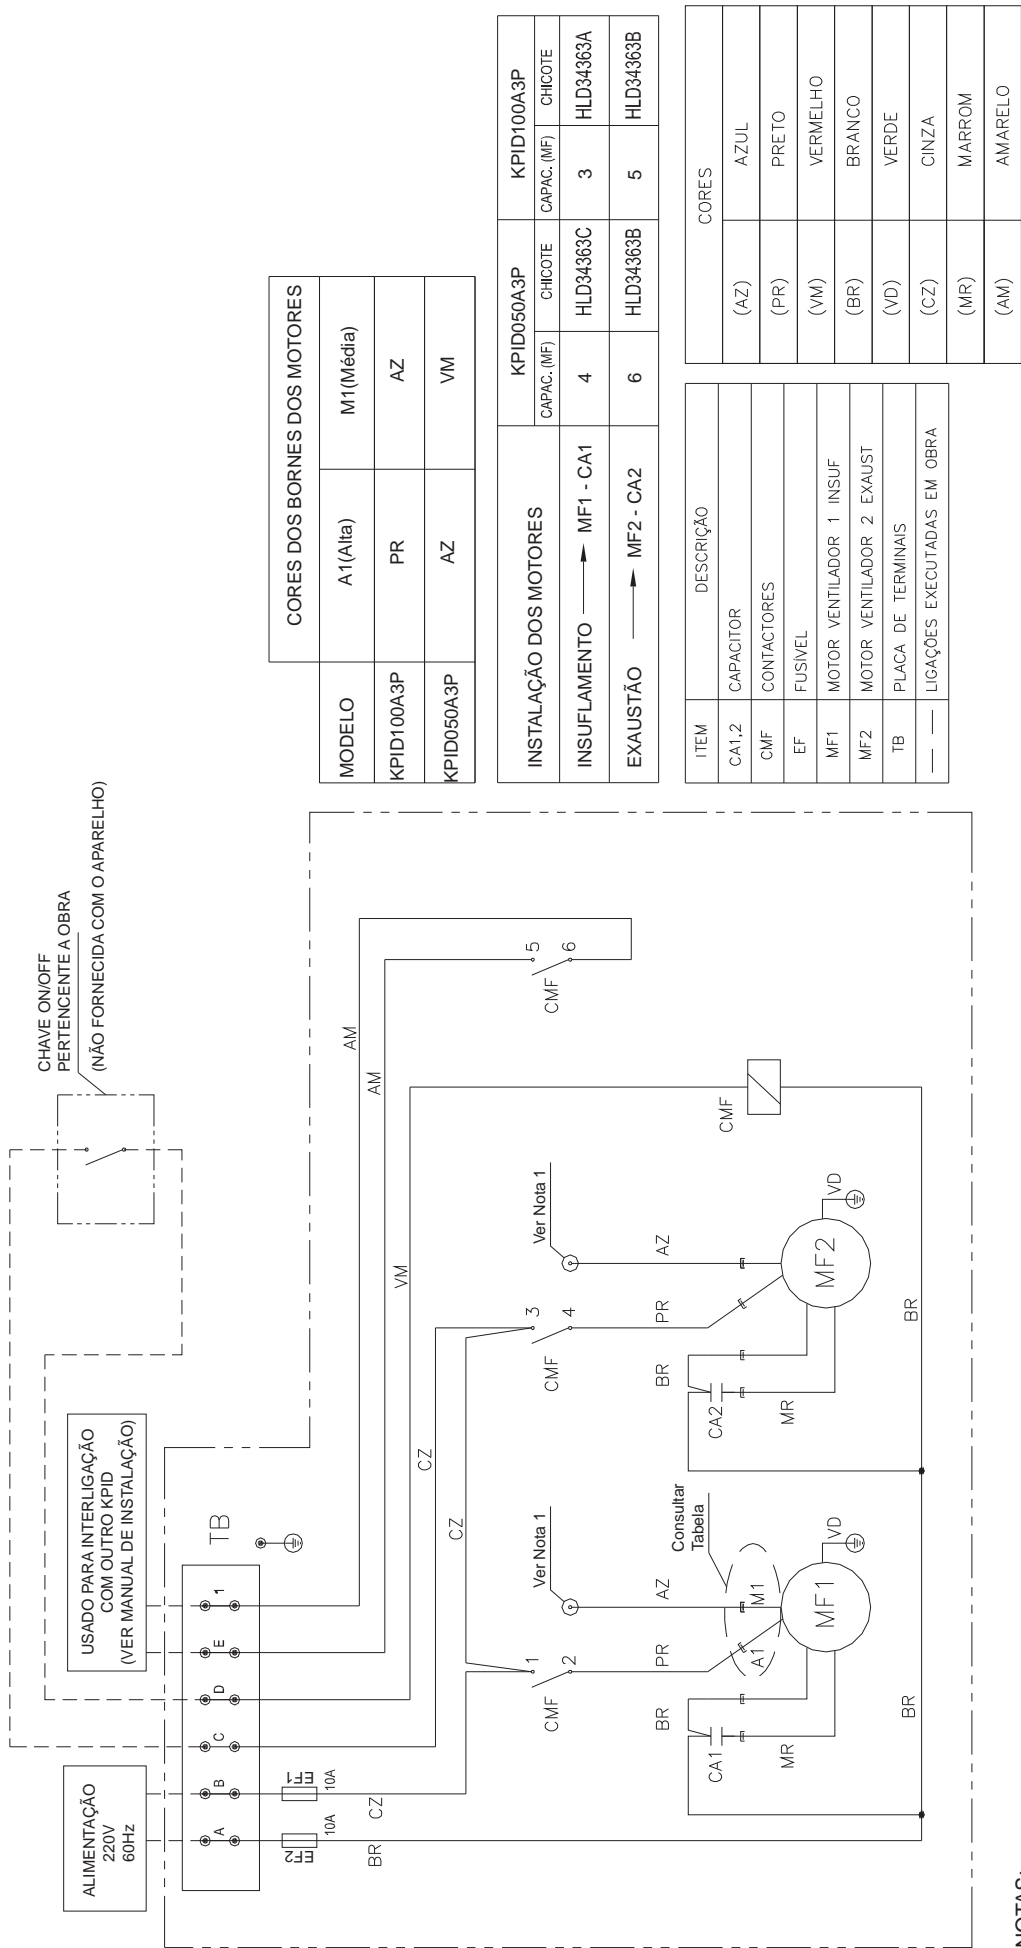 CHAVE ON/OFF
PERTENCENTE A OBRA
(NÃO FORNECIDA COM O APARELHO)
ALIMENTAÇÃO
220V
60Hz
USADO PARA INTERLIGAÇÃO
COM OUTRO KPID
(VER MANUAL DE INSTALAÇÃO)
A B C D E 1
TB
EF2 EF1
10A 10A
BR CZ
AM
AM
VM
CZ
CZ
1 3 5
2 4 6
CMF CMF CMF
Ver Nota 1 Ver Nota 1
BR PR AZ BR PR AZ
CMF
Consultar
Tabela
CA1 A1 M1 CA2
MR MR
MF1 VD MF2 VD
BR BR
CORES DOS BORNES DOS MOTORES
MODELO A1(Alta) M1(Média)
KPID100A3P PR AZ
KPID050A3P AZ VM
INSTALAÇÃO DOS MOTORES KPID050A3P KPID100A3P
CAPAC. (MF) CHICOTE CAPAC. (MF) CHICOTE
INSUFLAMENTO MF1 - CA1 4 HLD34363C 3 HLD34363A
EXAUSTÃO MF2 - CA2 6 HLD34363B 5 HLD34363B
ITEM DESCRIÇÃO
CA1,2 CAPACITOR
CMF CONTACTORES
EF FUSÍVEL
MF1 MOTOR VENTILADOR 1 INSUF
MF2 MOTOR VENTILADOR 2 EXAUST
TB PLACA DE TERMINAIS
LIGAÇÕES EXECUTADAS EM OBRA
CORES
(AZ) AZUL
(PR) PRETO
(VM) VERMELHO
(BR) BRANCO
(VD) VERDE
(CZ) CINZA
(MR) MARROM
(AM) AMARELO
NOTAS: